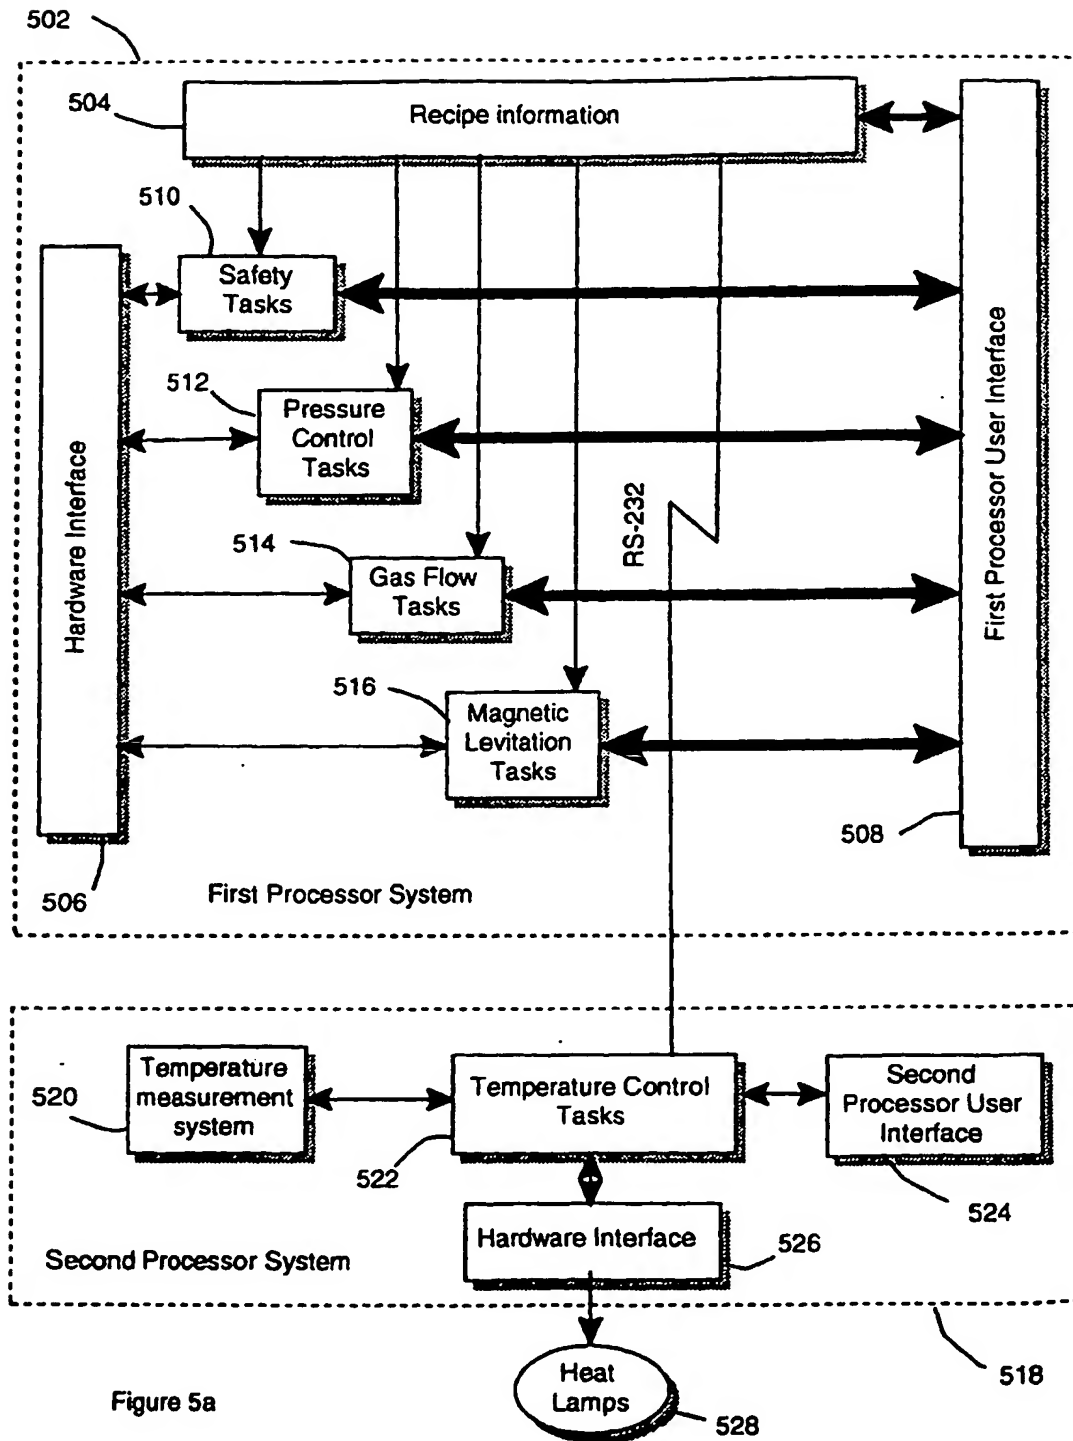 502
504
Recipe information
510
Safety
Tasks
512
Pressure
Control
Tasks
RS-232
514
Gas Flow
Tasks
Hardware Interface
First Processor User Interface
516
Magnetic
Levitation
Tasks
508
506
First Processor System
520
Temperature
measurement
system
Temperature Control
Tasks
Second
Processor User
Interface
522
524
Hardware Interface
526
Second Processor System
518
Heat
Lamps
528
Figure 5a